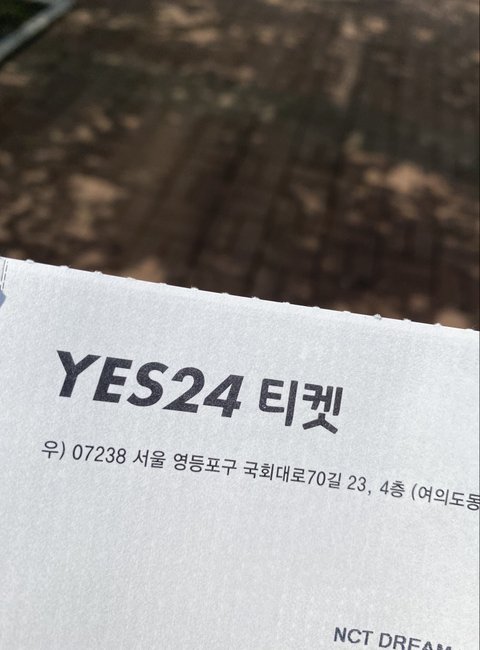 YES24 티켓
우) 07238 서울 영등포구 국회대로70길 23, 4층 (여의도동
NCT DREAM